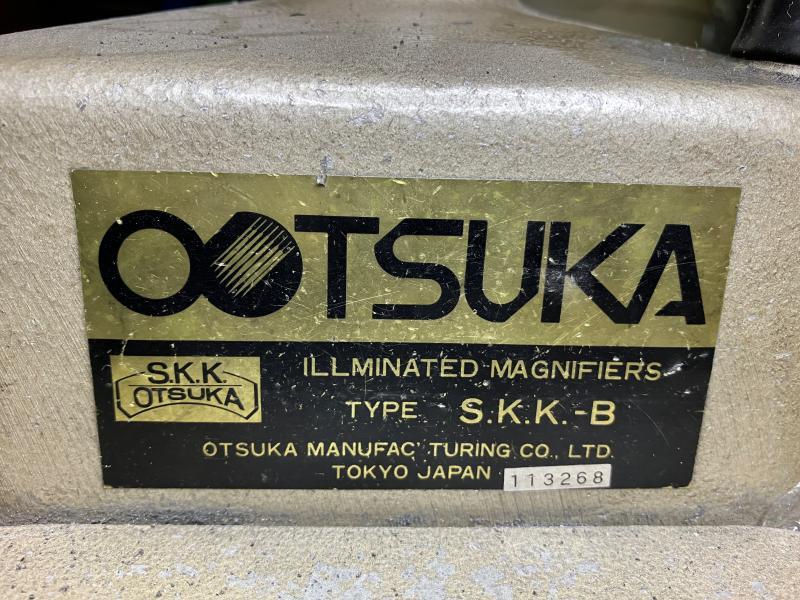 OOTSUKA
S.K.K.
OTSUKA
ILLMINATED MAGNIFIERS
TYPE S.K.K.-B
OTSUKA MANUFAC TURING CO., LTD.
TOKYO JAPAN 113268